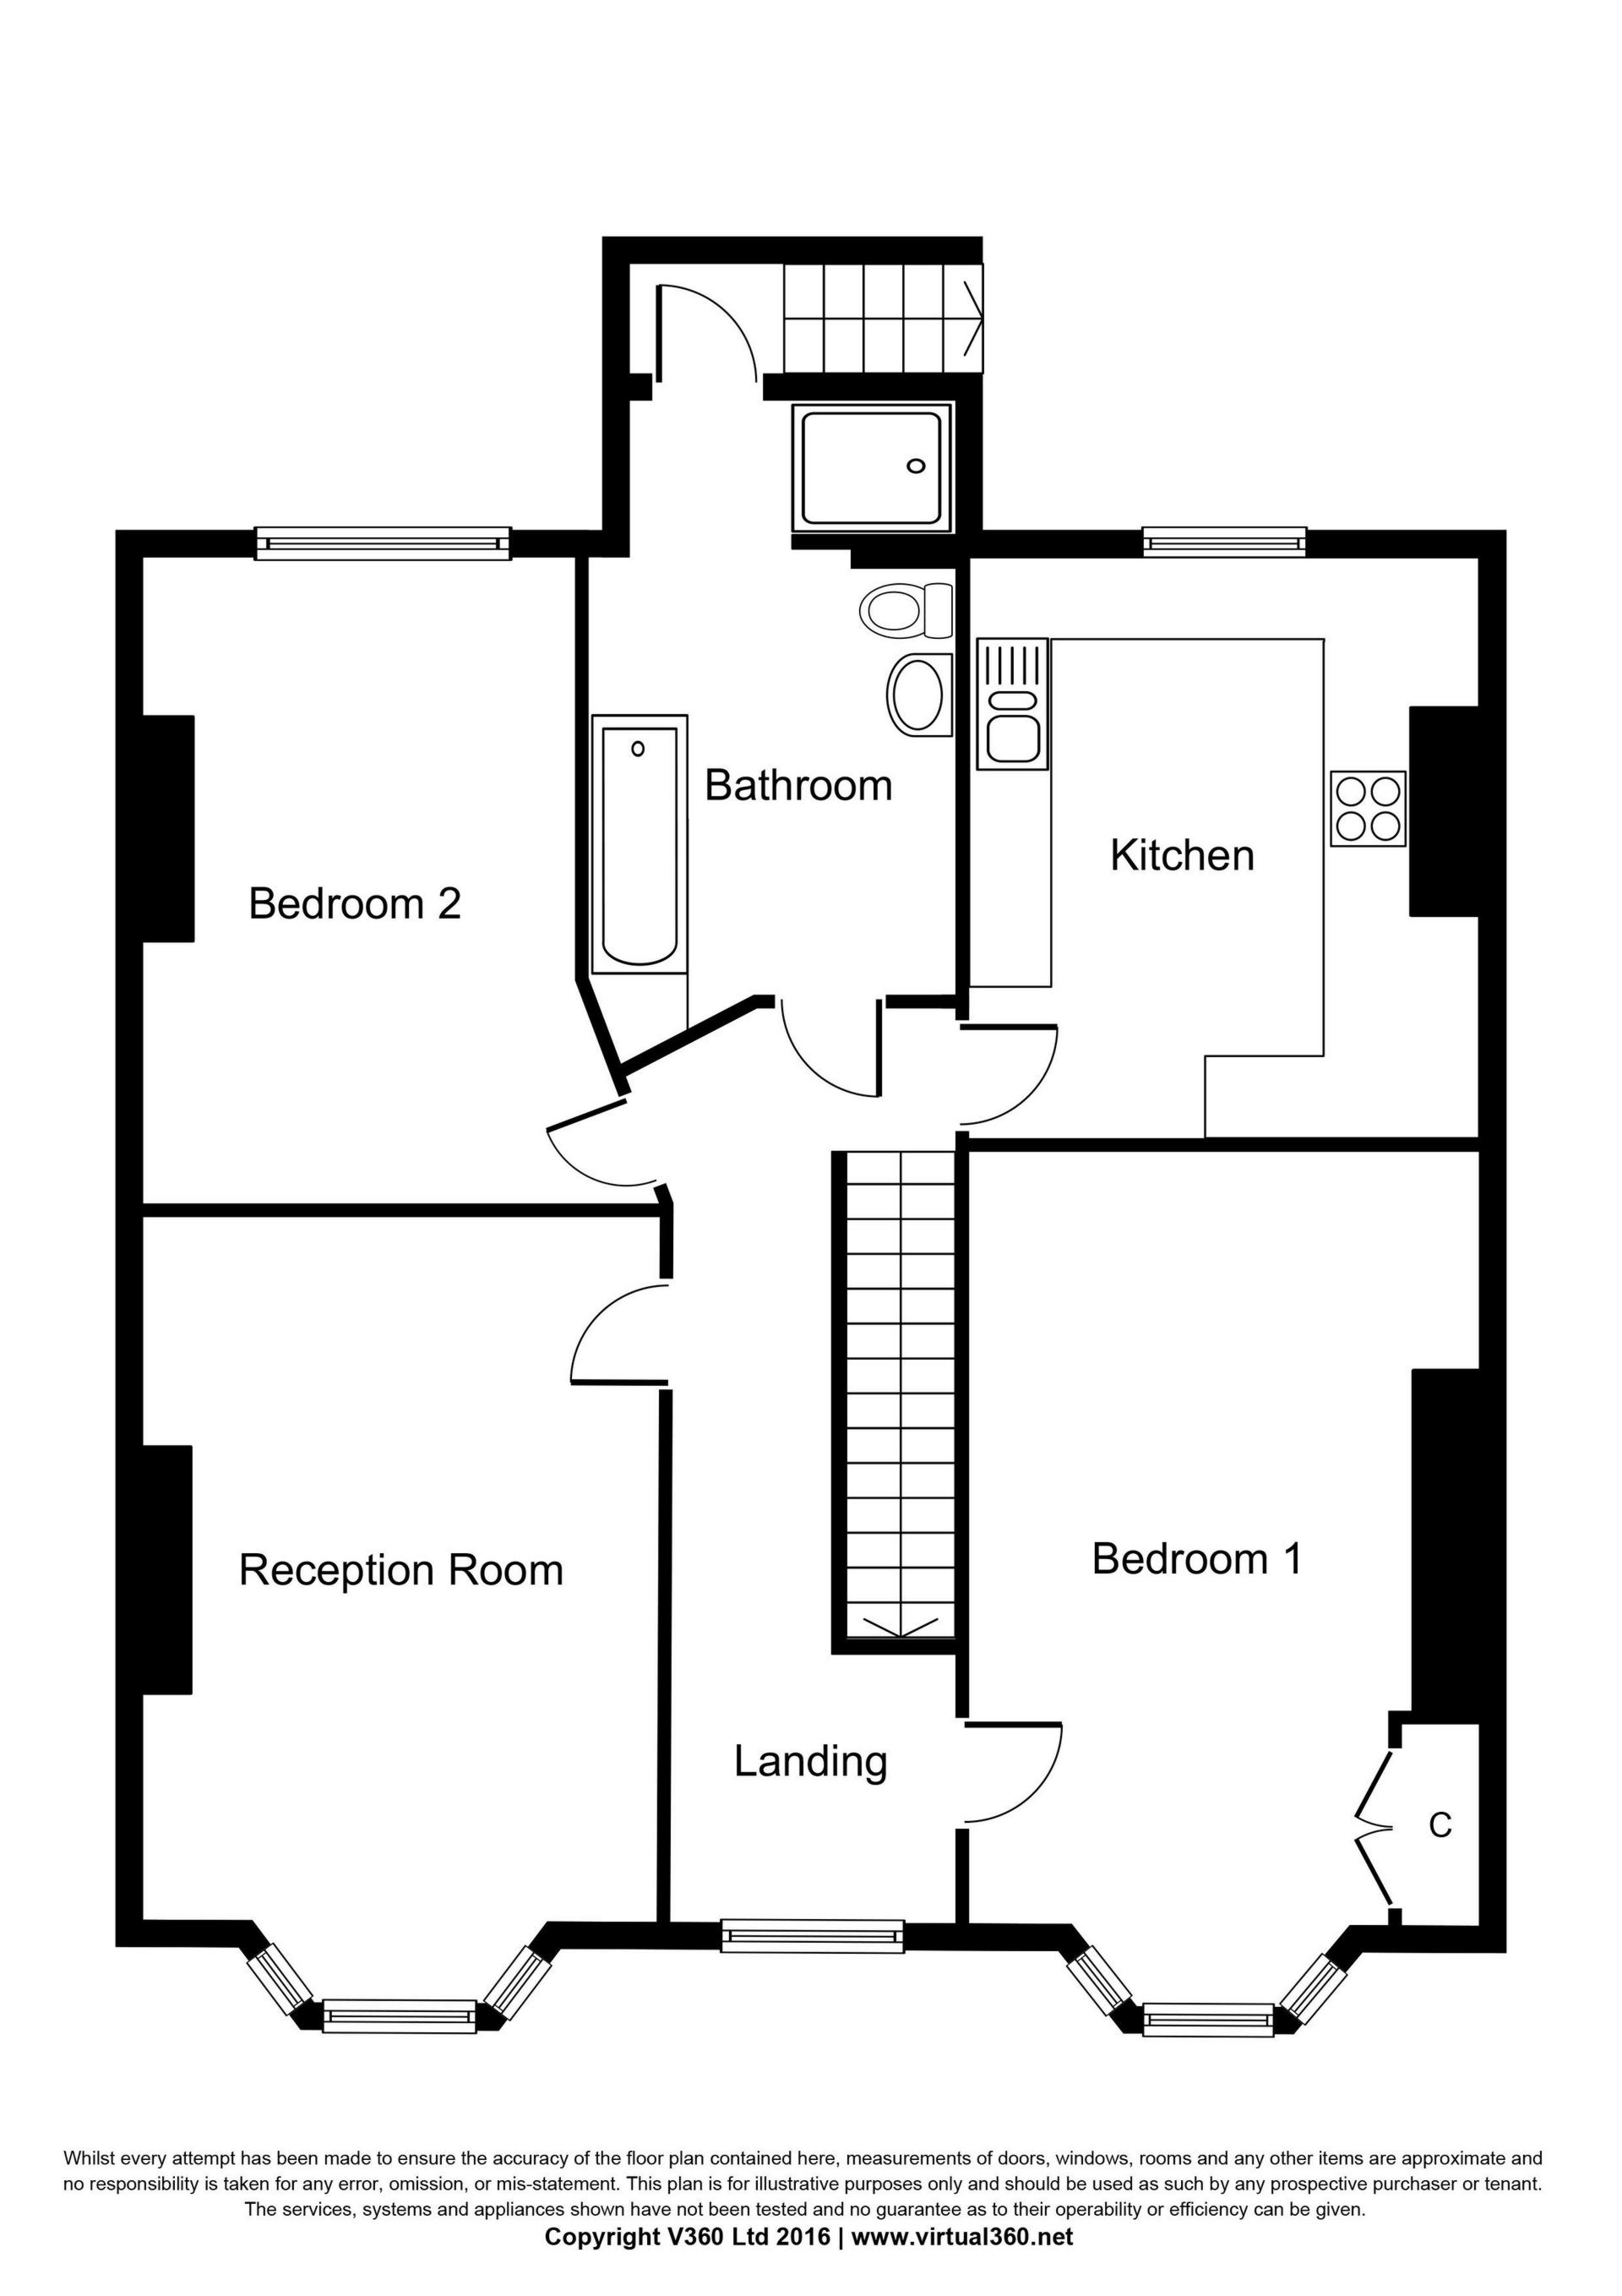 Bathroom
Kitchen
Bedroom 2
Bedroom 1
Reception Room
Landing
C
Whilst every attempt has been made to ensure the accuracy of the floor plan contained here, measurements of doors, windows, rooms and any other items are approximate and
no responsibility is taken for any error, omission, or mis-statement. This plan is for illustrative purposes only and should be used as such by any prospective purchaser or tenant.
The services, systems and appliances shown have not been tested and no guarantee as to their operability or efficiency can be given.
Copyright V360 Ltd 2016 | www.virtual360.net